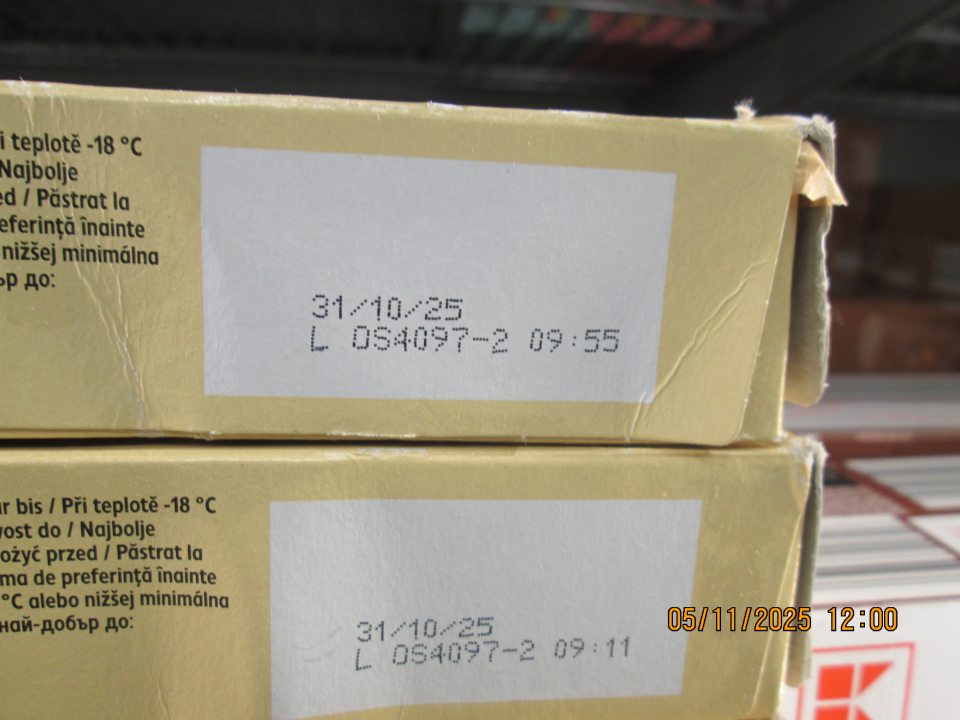 i teplotě -18 °C
Najbolje
ed / Păstrat la
eferință înainte
nižšej minimálna
ър до:
31/10/25
L OS4097-2 09:55
ar bis / Při teplotě -18 °C
wost do / Najbolje
ożyć przed / Păstrat la
ma de preferință înainte
°C alebo nižšej minimálna
най-добър до:
31/10/25
L OS4097-2 09:11
05/11/2025 12:00